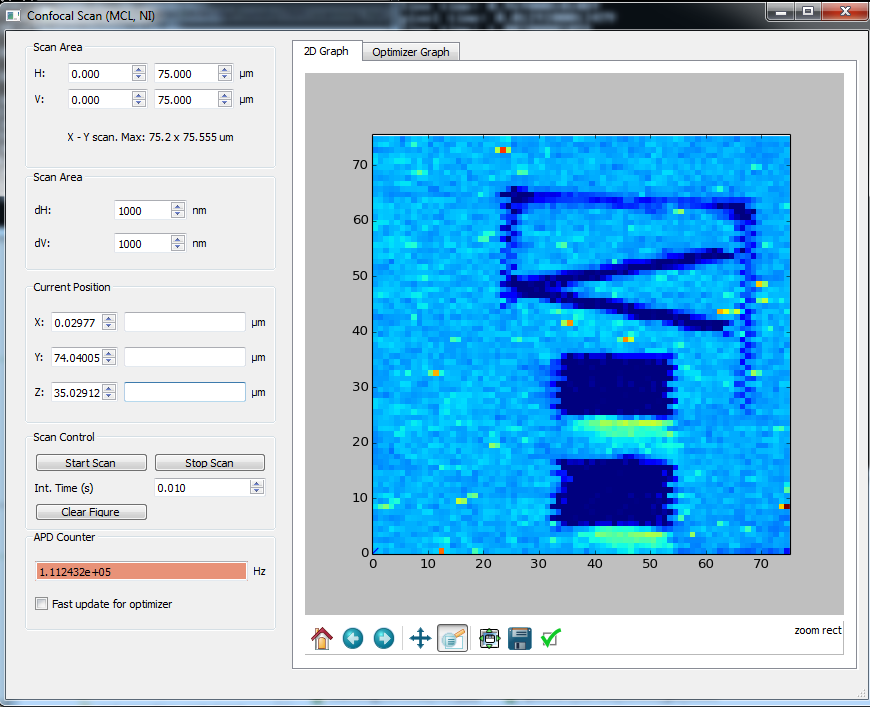 Confocal Scan (MCL, NI)
Scan Area
H: 0.000 75.000 µm
V: 0.000 75.000 µm
X - Y scan. Max: 75.2 x 75.555 um
Scan Area
dH: 1000 nm
dV: 1000 nm
Current Position
X: 0.02977 µm
Y: 74.04005 µm
Z: 35.02912 µm
Scan Control
Start Scan Stop Scan
Int. Time (s) 0.010
Clear Figure
APD Counter
1.112432e+05 Hz
Fast update for optimizer
2D Graph Optimizer Graph
70
60
50
40
30
20
10
0
0 10 20 30 40 50 60 70
zoom rect